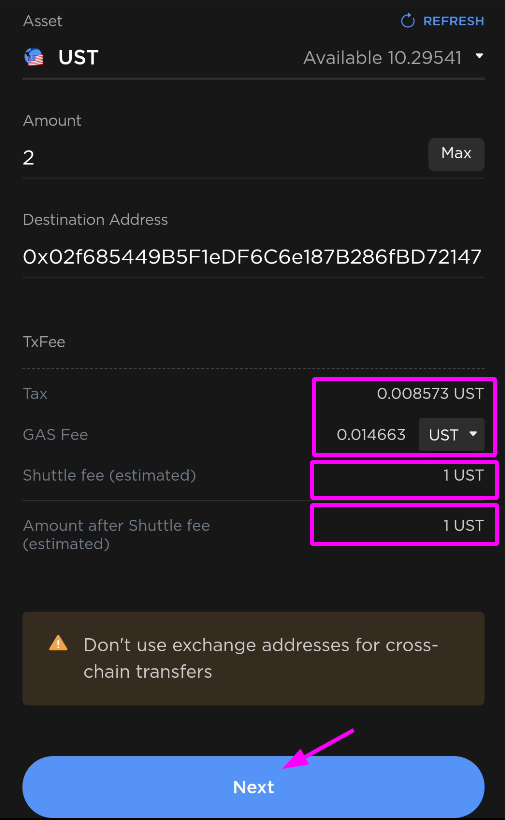 Asset
REFRESH
UST
Available 10.29541
Amount
2
Max
Destination Address
0x02f685449B5F1eDF6C6e187B286fBD72147
TxFee
Tax
0.008573 UST
GAS Fee
0.014663
UST
Shuttle fee (estimated)
1 UST
Amount after Shuttle fee
(estimated)
1 UST
Don't use exchange addresses for cross-
chain transfers
Next